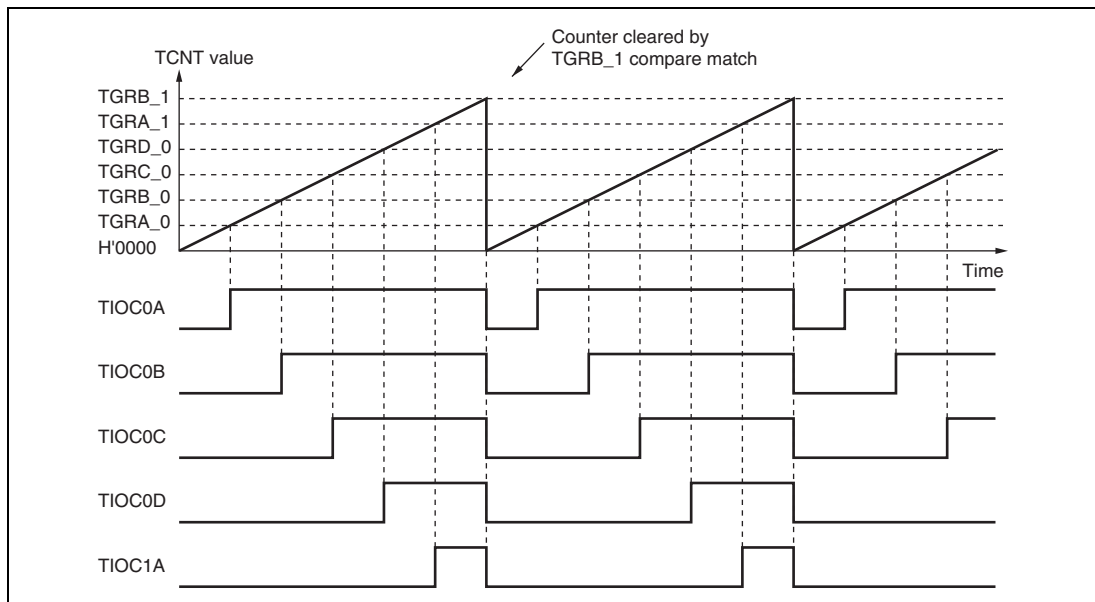 Counter cleared by
TGRB_1 compare match
TCNT value
TGRB_1
TGRA_1
TGRD_0
TGRC_0
TGRB_0
TGRA_0
H'0000
Time
TIOC0A
TIOC0B
TIOC0C
TIOC0D
TIOC1A